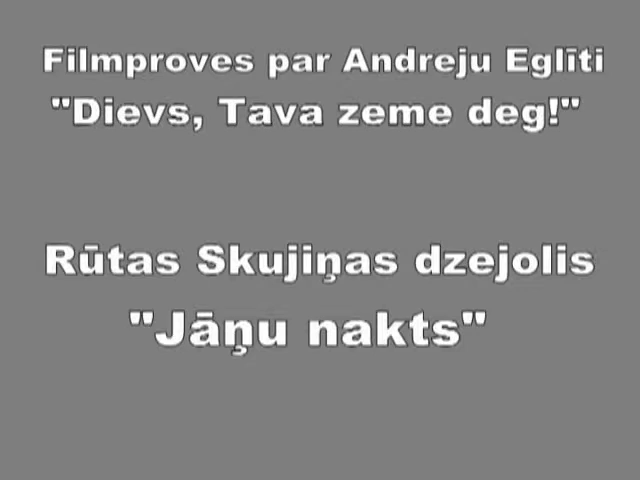 Filmproves par Andreju Eglīti
"Dievs, Tava zeme deg!"
Rūtas Skujiņas dzejolis
"Jāņu nakts"